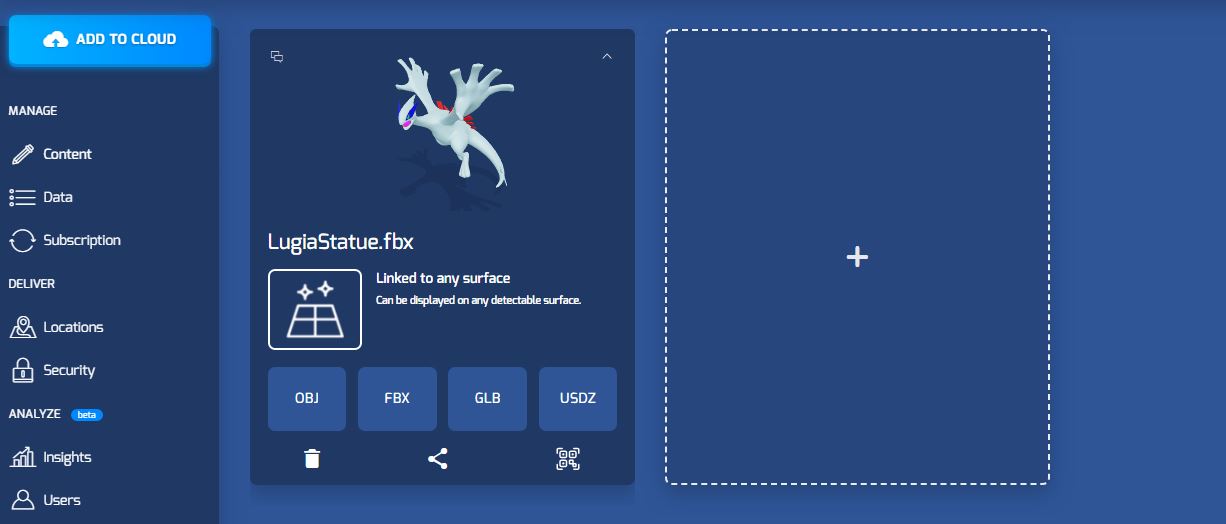 ADD TO CLOUD
MANAGE
Content
Data
Subscription
DELIVER
Locations
Security
ANALYZE beta
Insights
Users
LugiaStatue.fbx
Linked to any surface
Can be displayed on any detectable surface.
OBJ FBX GLB USDZ